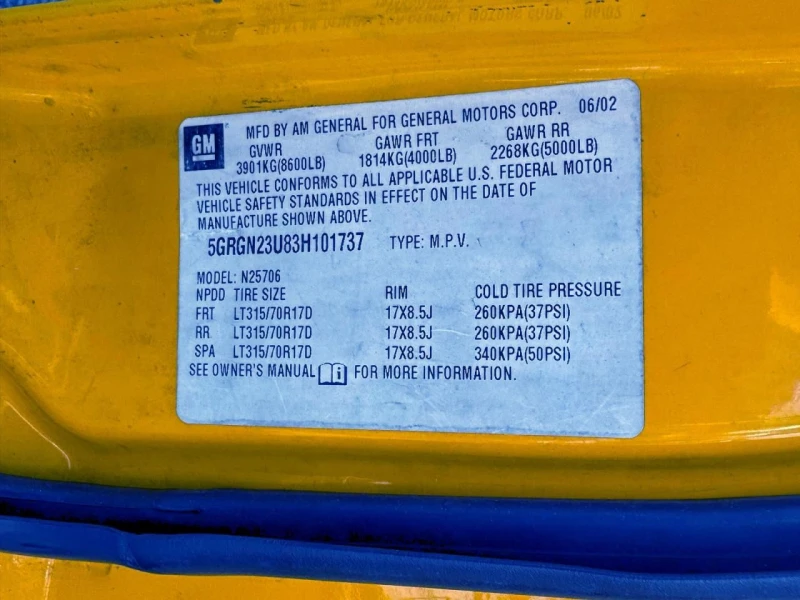 GM
MFD BY AM GENERAL FOR GENERAL MOTORS CORP. 06/02
GVWR GAWR FRT GAWR RR
3901KG(8600LB) 1814KG(4000LB) 2268KG(5000LB)
THIS VEHICLE CONFORMS TO ALL APPLICABLE U.S. FEDERAL MOTOR
VEHICLE SAFETY STANDARDS IN EFFECT ON THE DATE OF
MANUFACTURE SHOWN ABOVE.
5GRGN23U83H101737 TYPE: M.P.V.
MODEL: N25706
NPDD TIRE SIZE RIM COLD TIRE PRESSURE
FRT LT315/70R17D 17X8.5J 260KPA(37PSI)
RR LT315/70R17D 17X8.5J 260KPA(37PSI)
SPA LT315/70R17D 17X8.5J 340KPA(50PSI)
SEE OWNER'S MANUAL i FOR MORE INFORMATION.